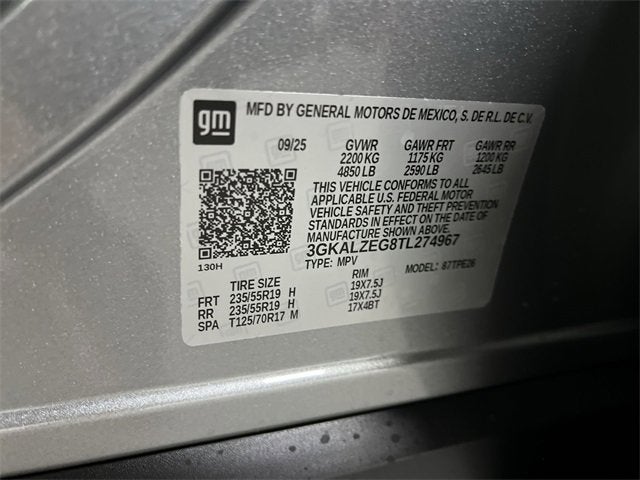 gm
MFD BY GENERAL MOTORS DE MEXICO, S. DE R.L. DE C.V.
09/25 GVWR GAWR FRT GAWR RR
2200 KG 1175 KG 1200 KG
4850 LB 2590 LB 2645 LB
THIS VEHICLE CONFORMS TO ALL
APPLICABLE U.S. FEDERAL MOTOR
VEHICLE SAFETY AND THEFT PREVENTION
STANDARDS IN EFFECT ON THE DATE OF
MANUFACTURE SHOWN ABOVE.
3GKALZEG8TL274967
130H TYPE: MPV MODEL: 87TPE26
TIRE SIZE RIM
FRT 235/55R19 H 19X7.5J
RR 235/55R19 H 19X7.5J
SPA T125/70R17 M 17X4BT